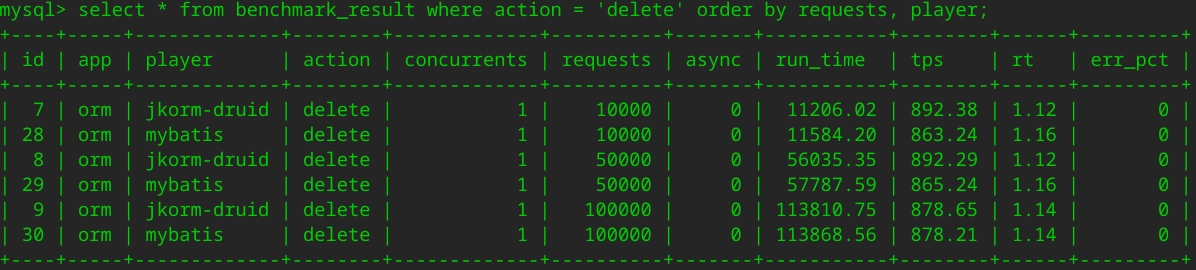 mysql> select * from benchmark_result where action = 'delete' order by requests, player;
+----+-----+-------------+--------+-------------+----------+-------+-----------+--------+------+---------+
| id | app | player      | action | concurrents | requests | async | run_time  | tps    | rt   | err_pct |
+----+-----+-------------+--------+-------------+----------+-------+-----------+--------+------+---------+
|  7 | orm | jkorm-druid | delete |           1 |    10000 |     0 |  11206.02 | 892.38 | 1.12 |       0 |
| 28 | orm | mybatis     | delete |           1 |    10000 |     0 |  11584.20 | 863.24 | 1.16 |       0 |
|  8 | orm | jkorm-druid | delete |           1 |    50000 |     0 |  56035.35 | 892.29 | 1.12 |       0 |
| 29 | orm | mybatis     | delete |           1 |    50000 |     0 |  57787.59 | 865.24 | 1.16 |       0 |
|  9 | orm | jkorm-druid | delete |           1 |   100000 |     0 | 113810.75 | 878.65 | 1.14 |       0 |
| 30 | orm | mybatis     | delete |           1 |   100000 |     0 | 113868.56 | 878.21 | 1.14 |       0 |
+----+-----+-------------+--------+-------------+----------+-------+-----------+--------+------+---------+